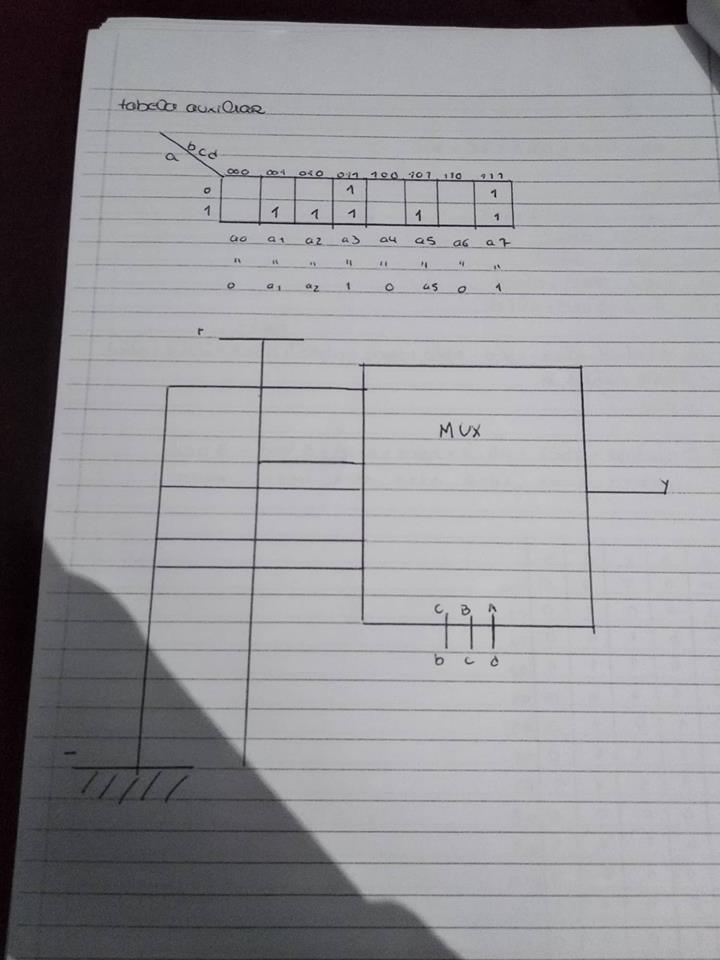 tabela auxiliar
a bcd
000 001 010 011 100 101 110 111
0 1 1
1 1 1 1 1 1
a0 a1 a2 a3 a4 a5 a6 a7
" " " " " " " "
0 a1 a2 1 0 a5 0 1
+
MUX
y
C B A
b c d
-